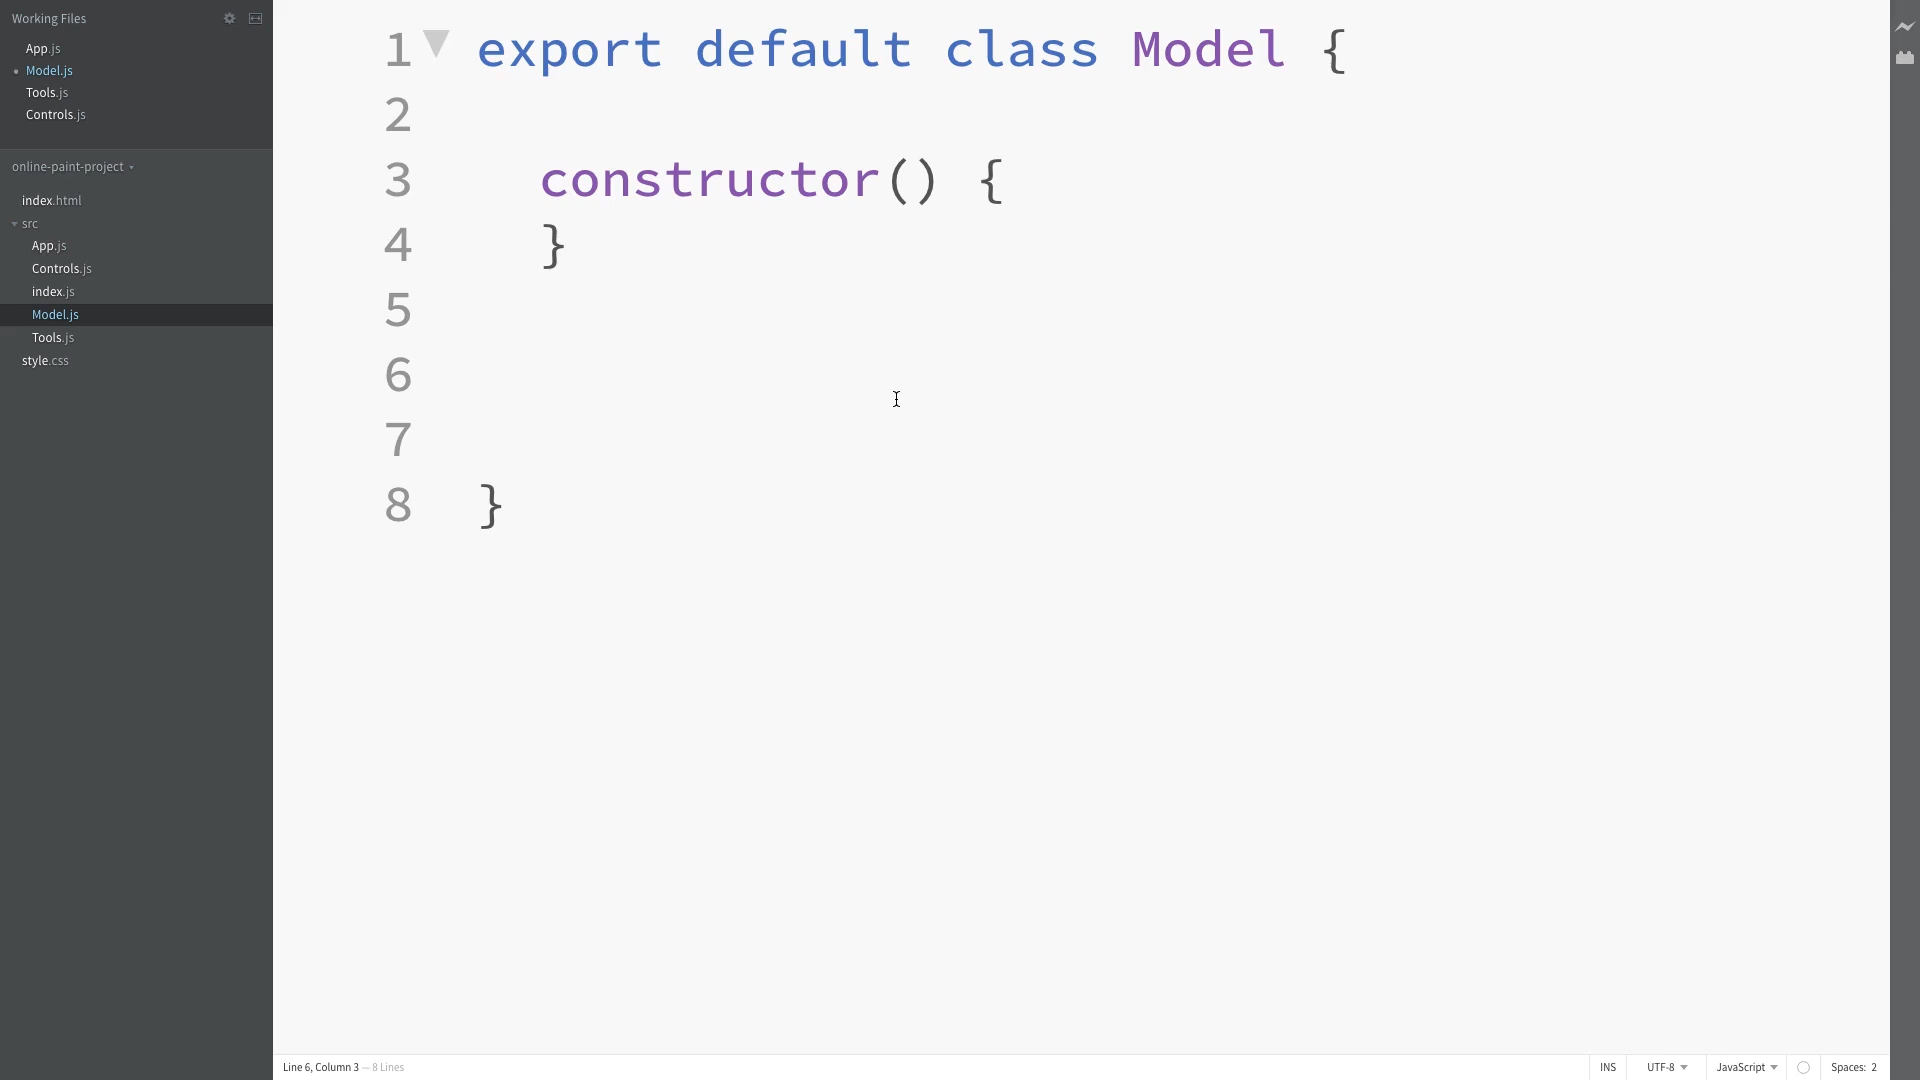 Working Files
App.js
Model.js
Tools.js
Controls.js
online-paint-project
index.html
src
App.js
Controls.js
index.js
Model.js
Tools.js
style.css
1 export default class Model {
2
3 constructor() {
4 }
5
6
7
8 }
Line 6, Column 3 — 8 Lines
INS UTF-8 JavaScript Spaces: 2